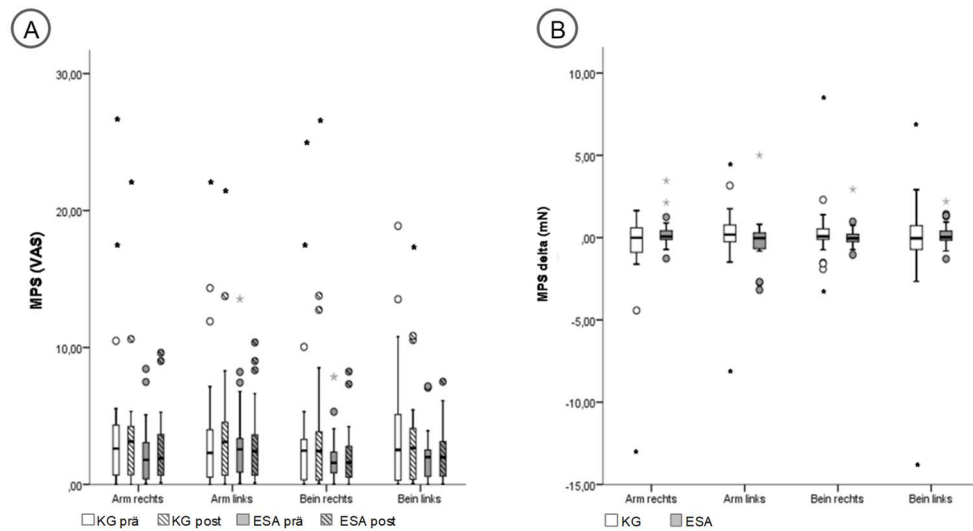 A
MPS (VAS)
30,00
20,00
10,00
,00
Arm rechts Arm links Bein rechts Bein links
KG prä KG post ESA prä ESA post
B
MPS delta (mN)
10,00
5,00
,00
-5,00
-10,00
-15,00
Arm rechts Arm links Bein rechts Bein links
KG ESA